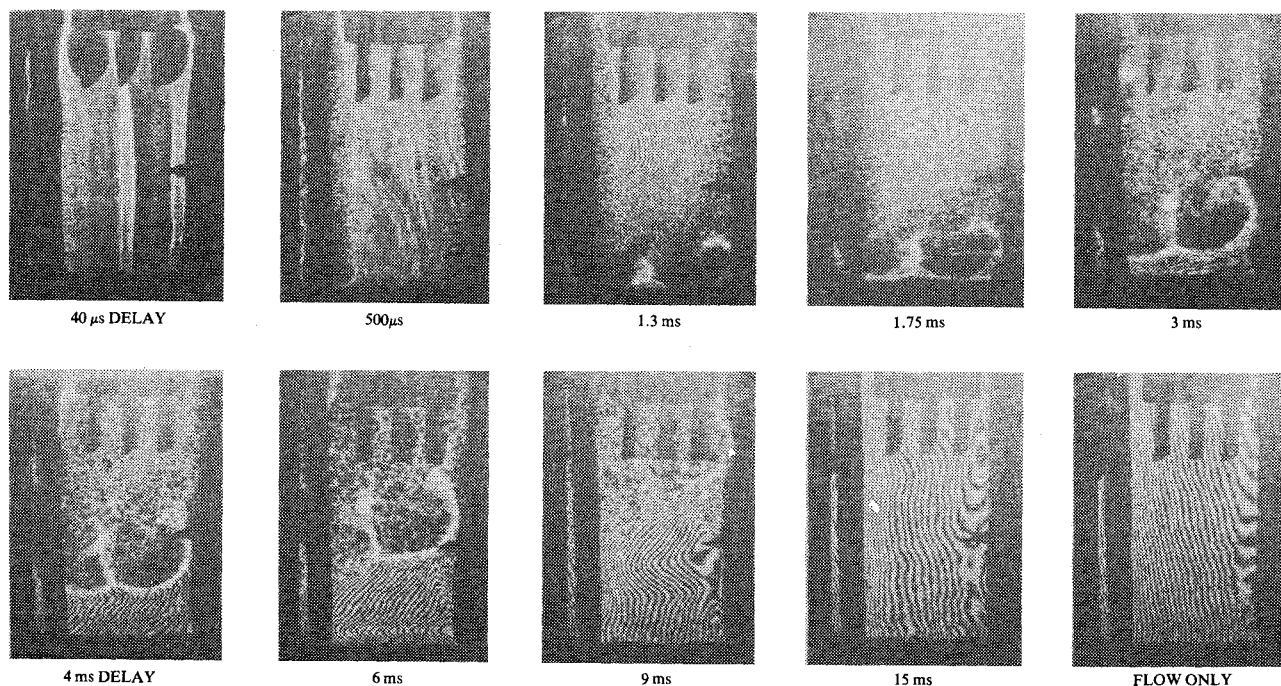 40 μs DELAY
500μs
1.3 ms
1.75 ms
3 ms
4 ms DELAY
6 ms
9 ms
15 ms
FLOW ONLY